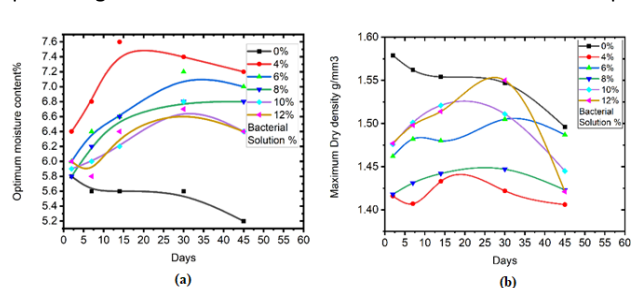 Optimum moisture content%
7.6
7.4
7.2
7.0
6.8
6.6
6.4
6.2
6.0
5.8
5.6
5.4
5.2
0 5 10 15 20 25 30 35 40 45 50 55 60
Days
0%
4%
6%
8%
10%
12%
Bacterial
Solution %
(a)
Maximum Dry density g/mm3
1.60
1.55
1.50
1.45
1.40
0 5 10 15 20 25 30 35 40 45 50 55 60
Days
0%
4%
6%
8%
10%
12%
Bacterial
Solution %
(b)